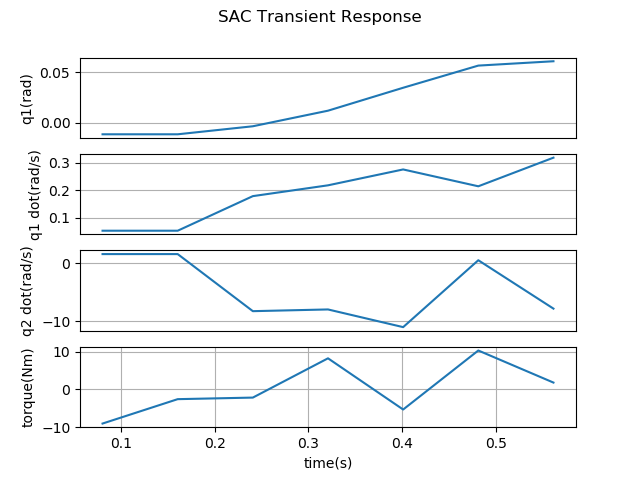 SAC Transient Response
q1(rad)
0.05
0.00
q1 dot(rad/s)
0.3
0.2
0.1
q2 dot(rad/s)
0
−10
torque(Nm)
10
0
−10
0.1 0.2 0.3 0.4 0.5
time(s)